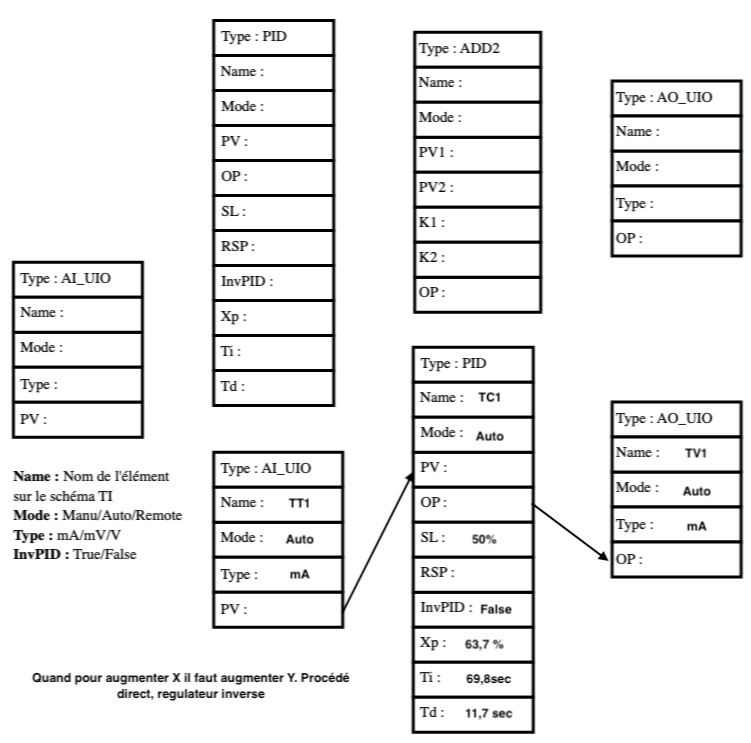 Type : PID
Name :
Mode :
PV :
OP :
SL :
RSP :
InvPID :
Xp :
Ti :
Td :
Type : ADD2
Name :
Mode :
PV1 :
PV2 :
K1 :
K2 :
OP :
Type : AO_UIO
Name :
Mode :
Type :
OP :
Type : AI_UIO
Name :
Mode :
Type :
PV :
Name : Nom de l'élément
sur le schéma TI
Mode : Manu/Auto/Remote
Type : mA/mV/V
InvPID : True/False
Type : AI_UIO
Name : TT1
Mode : Auto
Type : mA
PV :
Type : PID
Name : TC1
Mode : Auto
PV :
OP :
SL : 50%
RSP :
InvPID : False
Xp : 63,7 %
Ti : 69,8sec
Td : 11,7 sec
Type : AO_UIO
Name : TV1
Mode : Auto
Type : mA
OP :
Quand pour augmenter X il faut augmenter Y. Procédé
direct, regulateur inverse